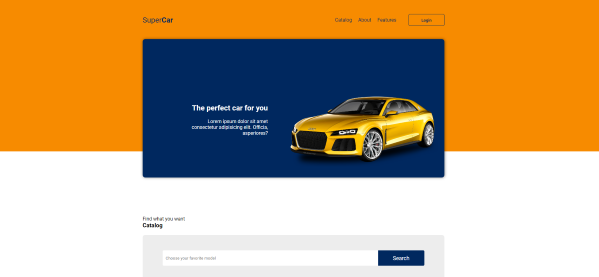 SuperCar
Catalog About Features Login
The perfect car for you
Lorem ipsum dolor sit amet
consectetur adipisicing elit. Officia,
asperiores?
Find what you want
Catalog
Choose your favorite model
Search